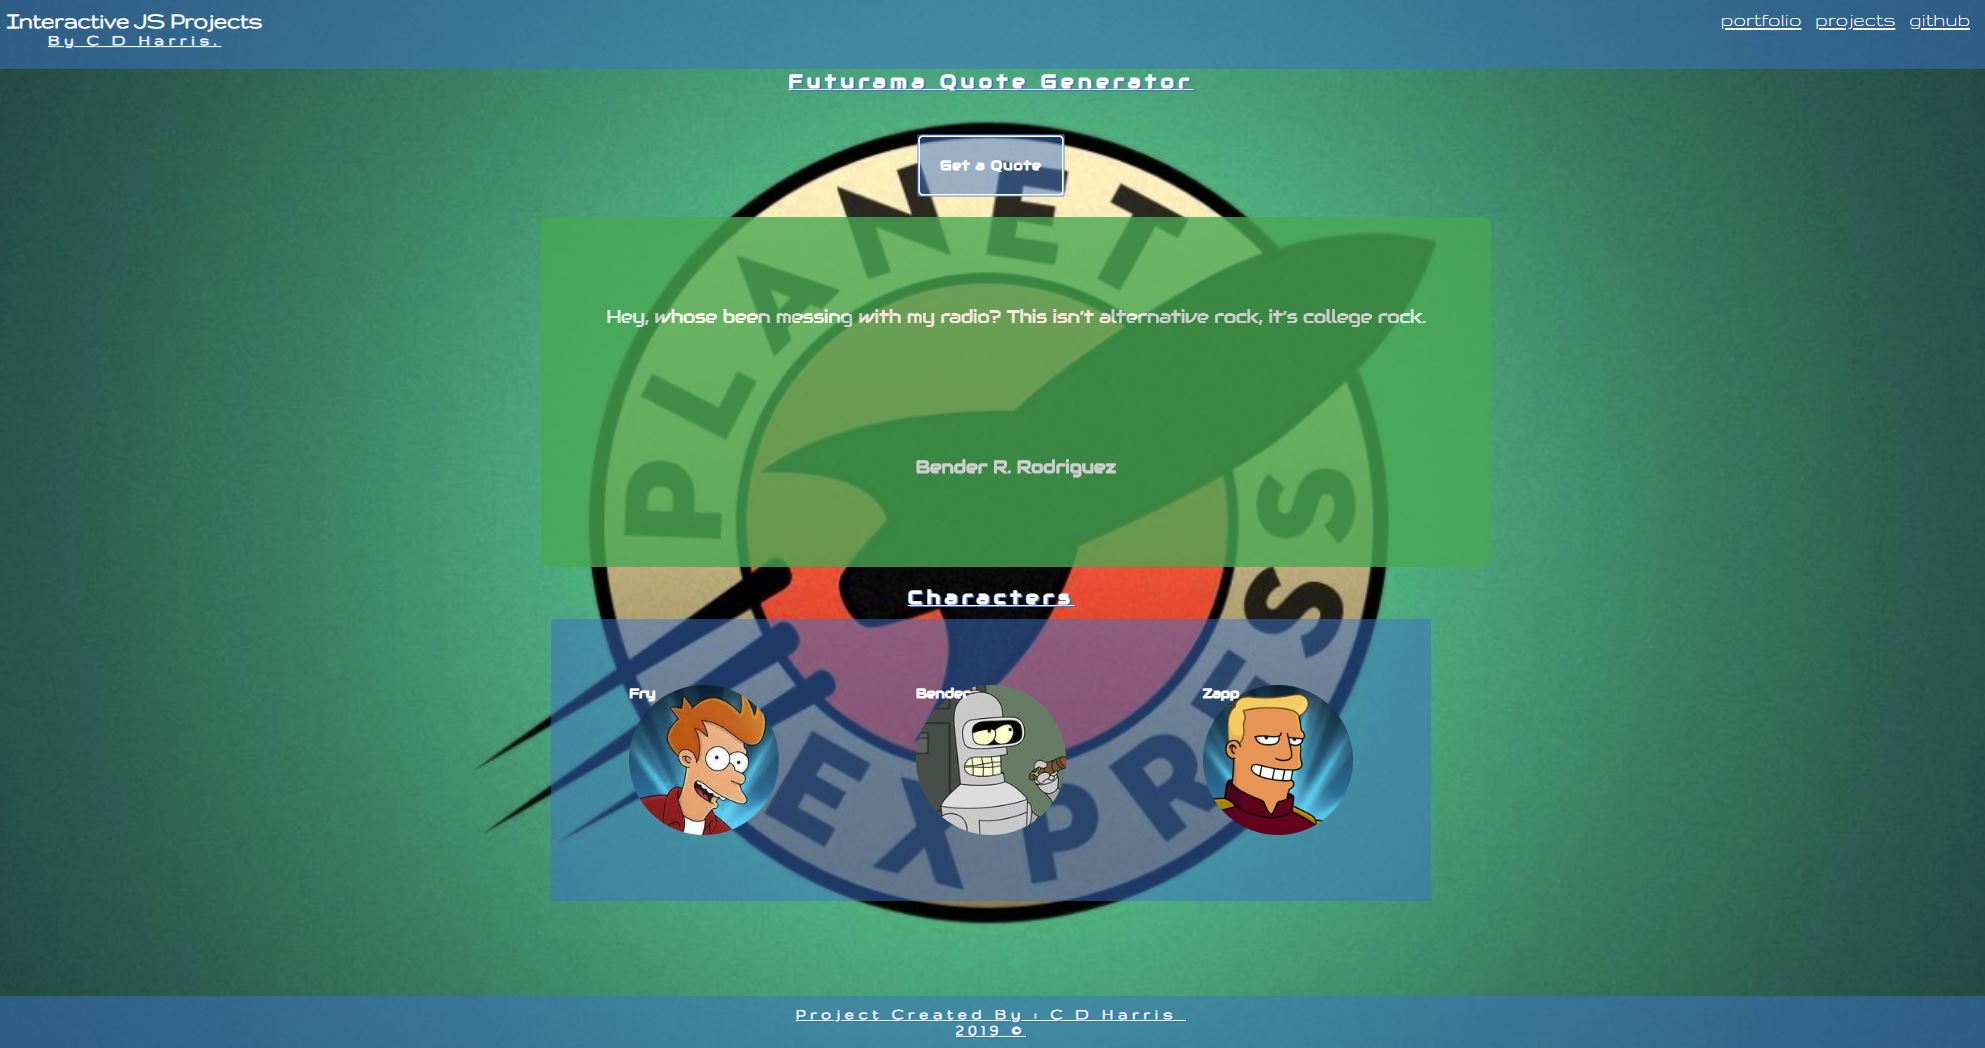 Interactive JS Projects
By C D Harris.
portfolio projects github
Futurama Quote Generator
Get a Quote
Hey, whose been messing with my radio? This isn't alternative rock, it's college rock.
Bender R. Rodriguez
Characters
Fry
Bender
Zapp
PLANET
EXPRESS
Project Created By : C D Harris
2019 ©